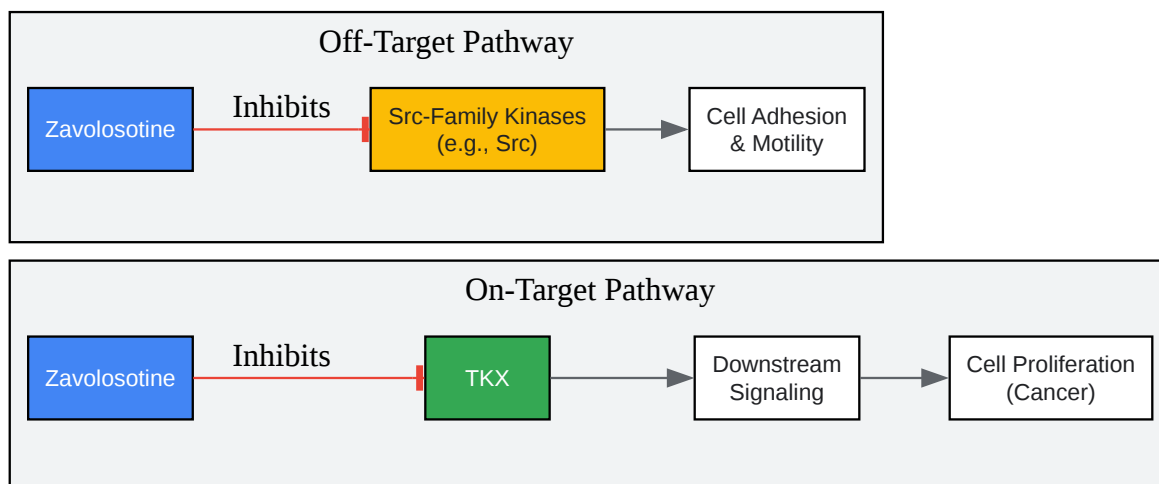 Off-Target Pathway
Zavolosotine
Inhibits
Src-Family Kinases
(e.g., Src)
Cell Adhesion
& Motility
On-Target Pathway
Zavolosotine
Inhibits
TKX
Downstream
Signaling
Cell Proliferation
(Cancer)